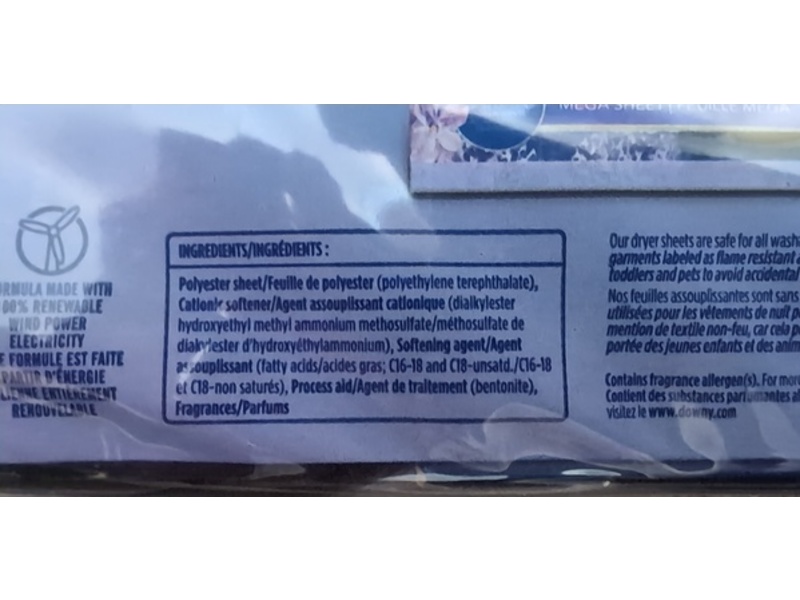 MEGA SHEET | FEUILLE MEGA
ORMULA MADE WITH
00% RENEWABLE
WIND POWER
ELECTRICITY
E FORMULE EST FAITE
PARTIR D'ÉNERGIE
LIENNE ENTIÈREMENT
RENOUVELABLE
INGREDIENTS/INGRÉDIENTS :
Polyester sheet/Feuille de polyester (polyethylene terephthalate),
Cationic softener/Agent assouplissant cationique (dialkylester
hydroxyethyl methyl ammonium methosulfate/méthosulfate de
dialkylester d'hydroxyéthylammonium), Softening agent/Agent
assouplissant (fatty acids/acides gras; C16-18 and C18-unsatd./C16-18
et C18-non saturés), Process aid/Agent de traitement (bentonite),
Fragrances/Parfums
Our dryer sheets are safe for all wash
garments labeled as flame resistant a
toddlers and pets to avoid accidental
Nos feuilles assouplissantes sont sans
utilisées pour les vêtements de nuit p
mention de textile non-feu, car cela p
portée des jeunes enfants et des anim
Contains fragrance allergen(s). For more
Contient des substances parfumantes al
visitez le www.downy.com